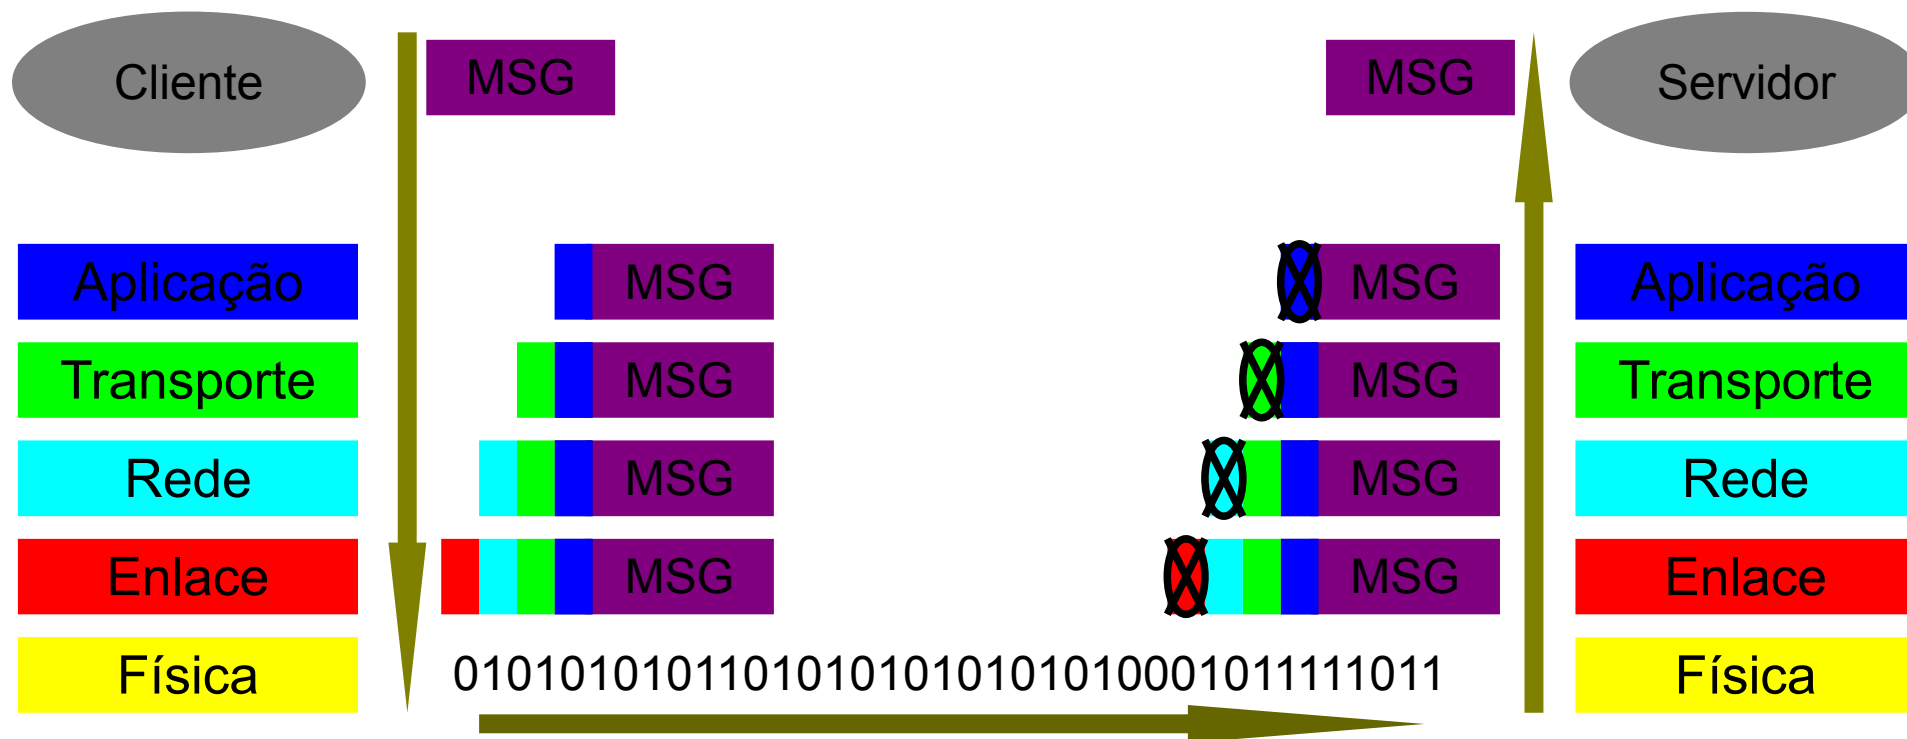 Cliente MSG MSG Servidor
Aplicação MSG MSG Aplicação
Transporte MSG MSG Transporte
Rede MSG MSG Rede
Enlace MSG MSG Enlace
Física 0101010101101010101010101000101111011 Física